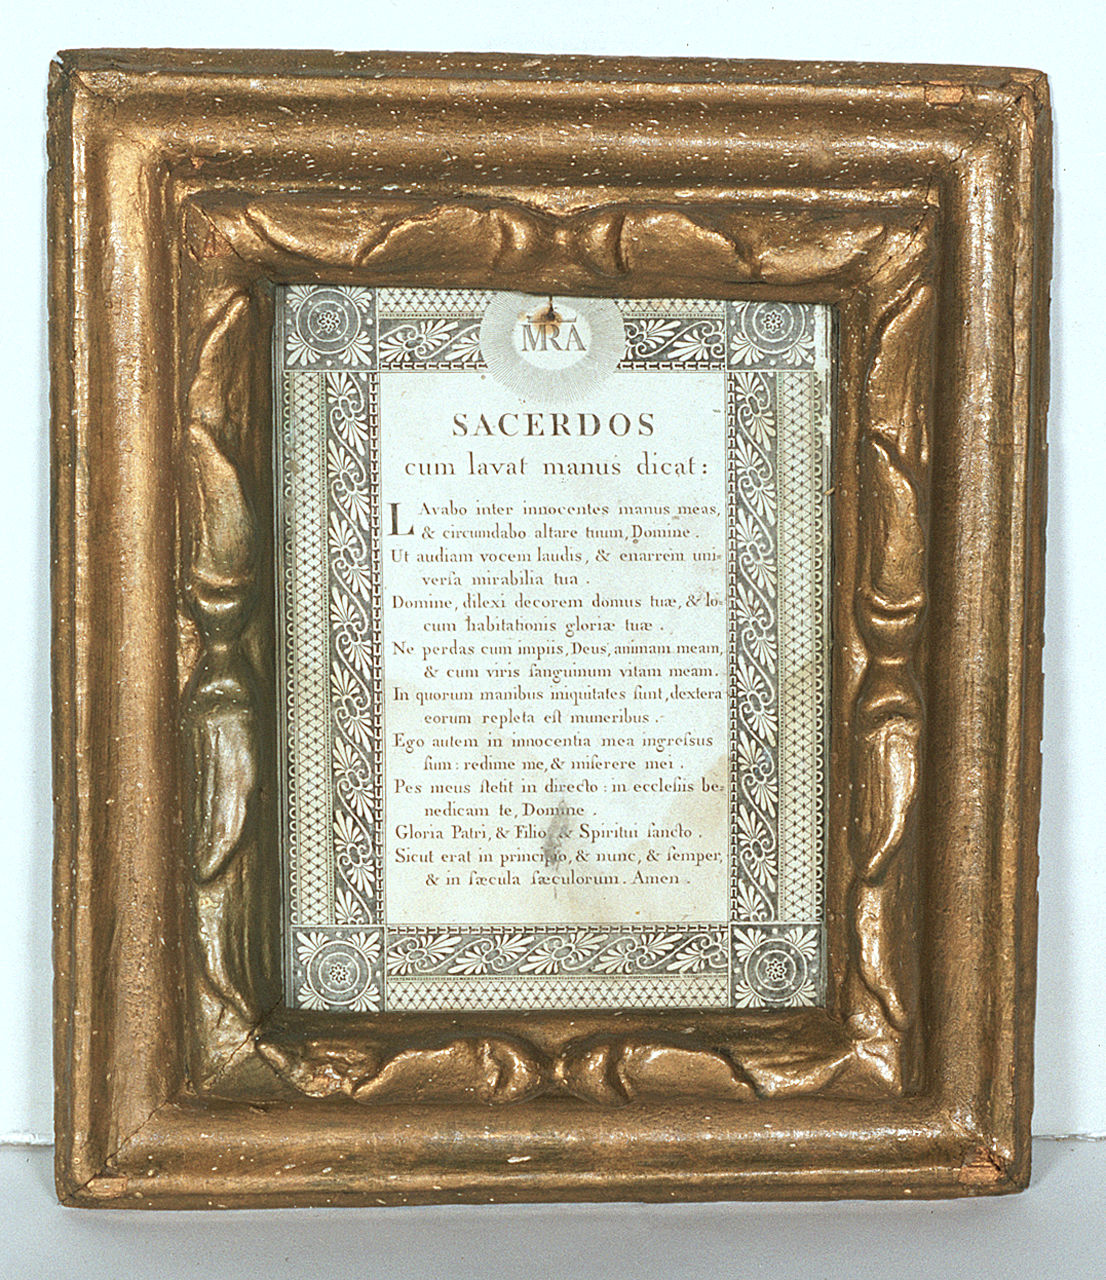 MRA
SACERDOS
cum lavat manus dicat:
LAvabo inter innocentes manus meas,
& circumdabo altare tuum, Domine.
Ut audiam vocem laudis, & enarrem uni=
verſa mirabilia tua.
Domine, dilexi decorem domus tuæ, & lo=
cum habitationis gloriæ tuæ.
Ne perdas cum impiis, Deus, animam meam,
& cum viris ſanguinum vitam meam.
In quorum manibus iniquitates ſunt, dextera
eorum repleta eſt muneribus.
Ego autem in innocentia mea ingreſsus
ſum: redime me, & miſerere mei.
Pes meus ſtetit in directo: in eccleſiis be=
nedicam te, Domine.
Gloria Patri, & Filio, & Spiritui ſancto.
Sicut erat in principio, & nunc, & ſemper,
& in ſæcula ſæculorum. Amen.